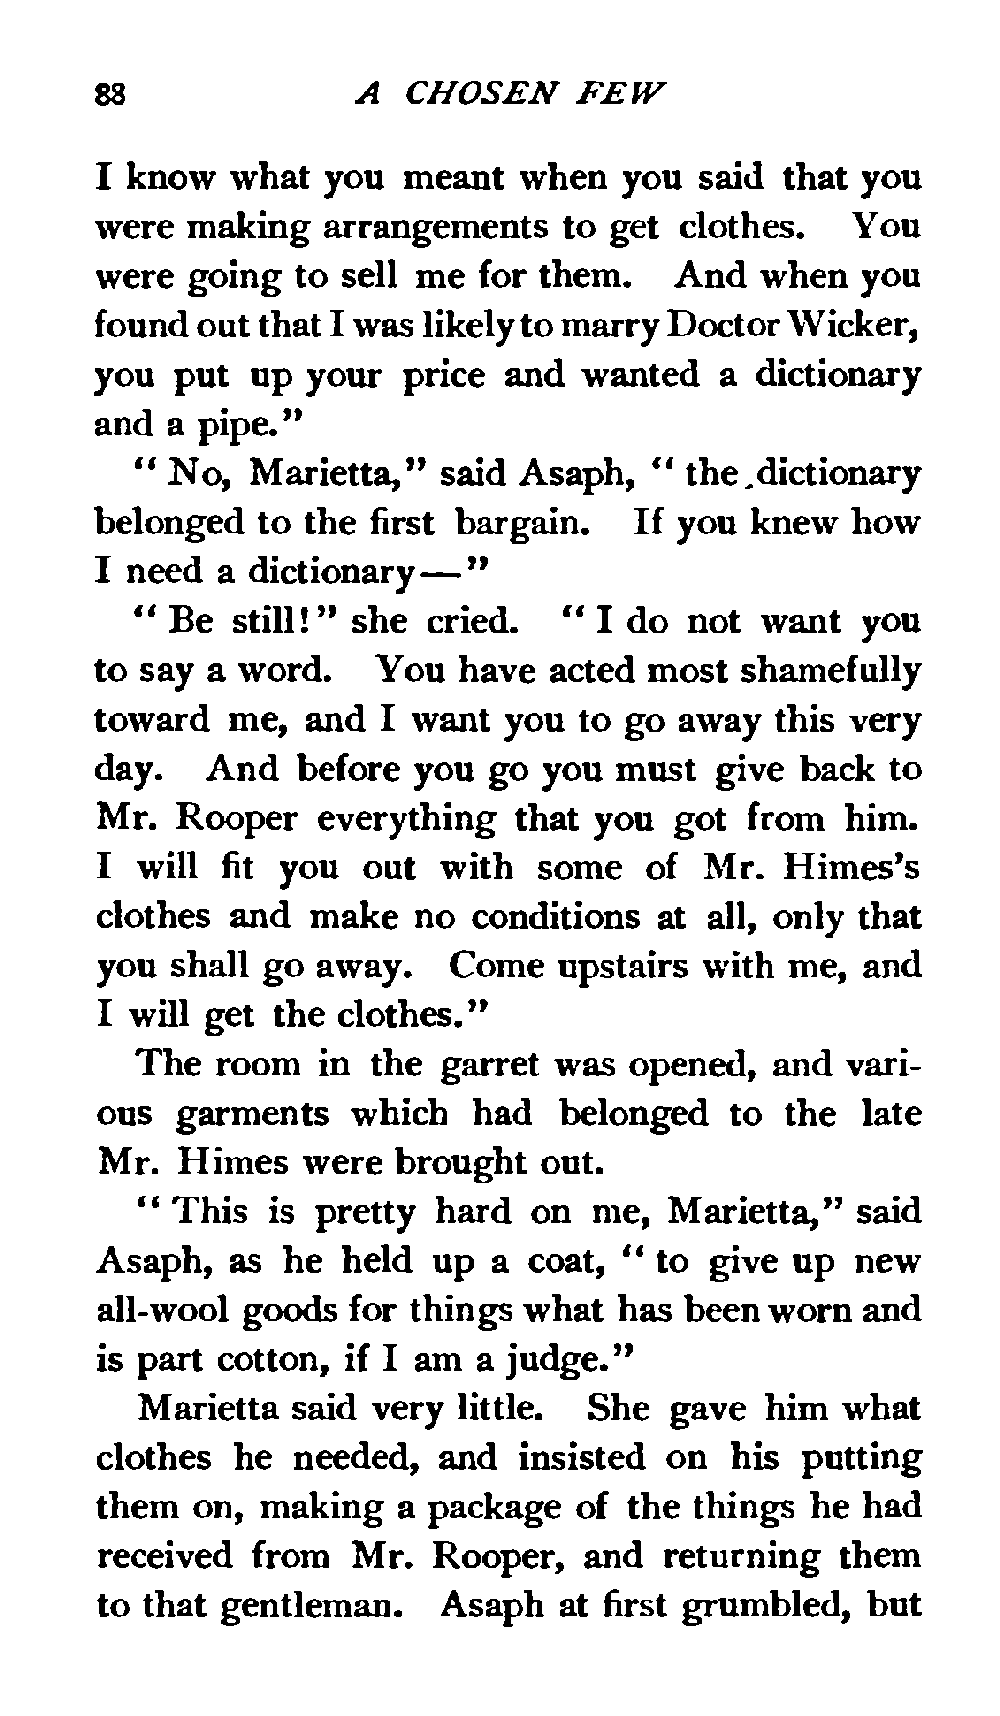 88 A CHOSEN FEW
I know what you meant when you said that you
were making arrangements to get clothes. You
were going to sell me for them. And when you
found out that I was likely to marry Doctor Wicker,
you put up your price and wanted a dictionary
and a pipe."
"No, Marietta," said Asaph, "the dictionary
belonged to the first bargain. If you knew how
I need a dictionary—"
"Be still!" she cried. "I do not want you
to say a word. You have acted most shamefully
toward me, and I want you to go away this very
day. And before you go you must give back to
Mr. Rooper everything that you got from him.
I will fit you out with some of Mr. Himes's
clothes and make no conditions at all, only that
you shall go away. Come upstairs with me, and
I will get the clothes."
The room in the garret was opened, and vari-
ous garments which had belonged to the late
Mr. Himes were brought out.
"This is pretty hard on me, Marietta," said
Asaph, as he held up a coat, "to give up new
all-wool goods for things what has been worn and
is part cotton, if I am a judge."
Marietta said very little. She gave him what
clothes he needed, and insisted on his putting
them on, making a package of the things he had
received from Mr. Rooper, and returning them
to that gentleman. Asaph at first grumbled, but